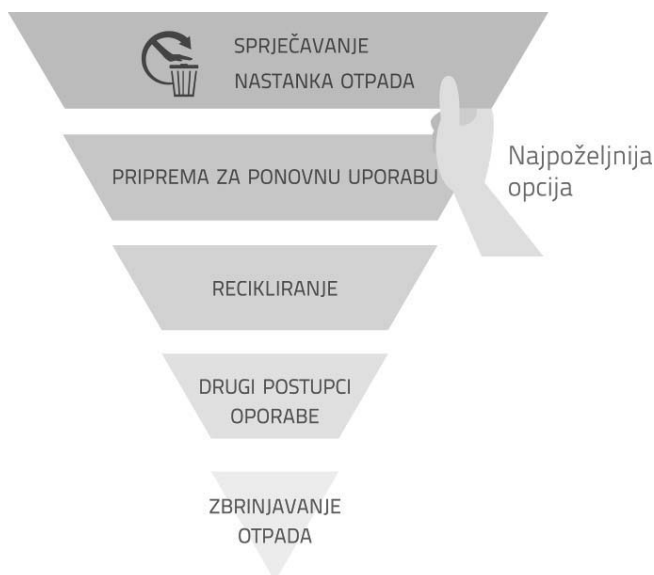 SPRJEČAVANJE
NASTANKA OTPADA
PRIPREMA ZA PONOVNU UPORABU
Najpoželjnija
opcija
RECIKLIRANJE
DRUGI POSTUPCI
OPORABE
ZBRINJAVANJE
OTPADA